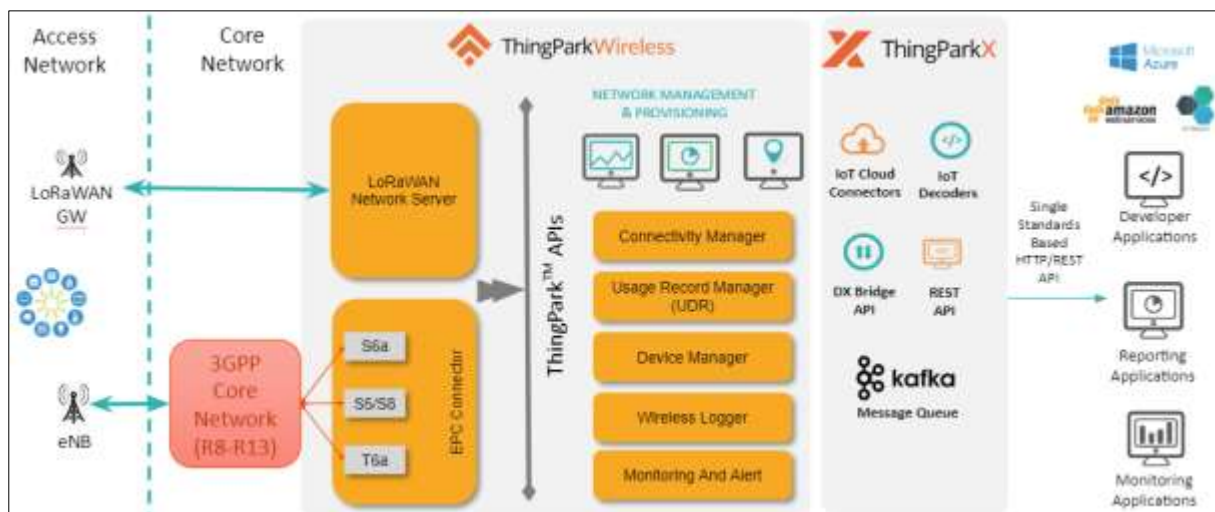 Access
Network
Core
Network
ThingParkWireless
ThingParkX
Microsoft
Azure
amazon
webservices
NETWORK MANAGEMENT
& PROVISIONING
LoRaWAN
GW
LoRaWAN
Network Server
ThingPark™ APIs
Connectivity Manager
Usage Record Manager
(UDR)
Device Manager
Wireless Logger
Monitoring And Alert
eNB
3GPP
Core
Network
(R8-R13)
S6a
S5/S8
T6a
EPC Connector
IoT Cloud
Connectors
</>
IoT
Decoders
DX Bridge
API
REST
API
kafka
Message Queue
Single
Standards
Based
HTTP/REST
API
</>
Developer
Applications
Reporting
Applications
Monitoring
Applications